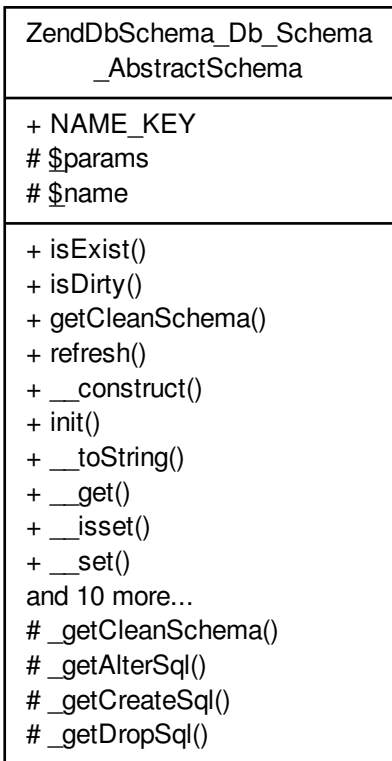 ZendDbSchema_Db_Schema
_AbstractSchema
+ NAME_KEY
# $params
# $name
+ isExist()
+ isDirty()
+ getCleanSchema()
+ refresh()
+ __construct()
+ init()
+ __toString()
+ __get()
+ __isset()
+ __set()
and 10 more...
# _getCleanSchema()
# _getAlterSql()
# _getCreateSql()
# _getDropSql()